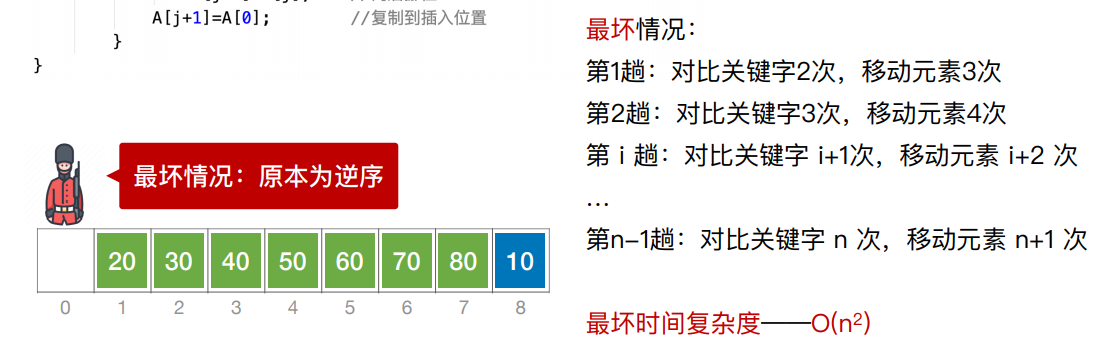 A[j+1]=A[0]; //复制到插入位置
}
}
最坏情况：原本为逆序
20 30 40 50 60 70 80 10
0 1 2 3 4 5 6 7 8
最坏情况：
第1趟：对比关键字2次，移动元素3次
第2趟：对比关键字3次，移动元素4次
第 i 趟：对比关键字 i+1次，移动元素 i+2 次
…
第n-1趟：对比关键字 n 次，移动元素 n+1 次
最坏时间复杂度——O(n²)